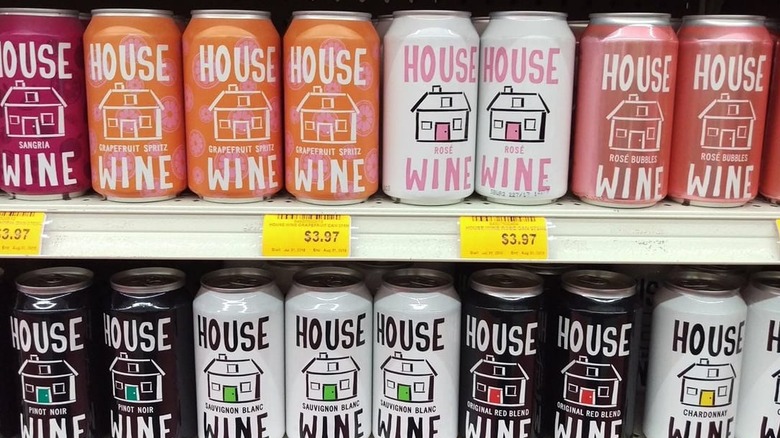 HOUSE
SANGRIA
WINE
HOUSE
GRAPEFRUIT SPRITZ
WINE
HOUSE
GRAPEFRUIT SPRITZ
WINE
HOUSE
GRAPEFRUIT SPRITZ
WINE
HOUSE
ROSÉ
WINE
HOUSE
ROSÉ
WINE
HOUSE
ROSÉ BUBBLES
WINE
HOUSE
ROSÉ BUBBLES
WINE
$3.97
$3.97
$3.97
HOUSE
PINOT NOIR
WINE
HOUSE
PINOT NOIR
WINE
HOUSE
SAUVIGNON BLANC
WINE
HOUSE
SAUVIGNON BLANC
WINE
HOUSE
SAUVIGNON BLANC
WINE
HOUSE
ORIGINAL RED BLEND
WINE
HOUSE
ORIGINAL RED BLEND
WINE
HOUSE
CHARDONNAY
WINE